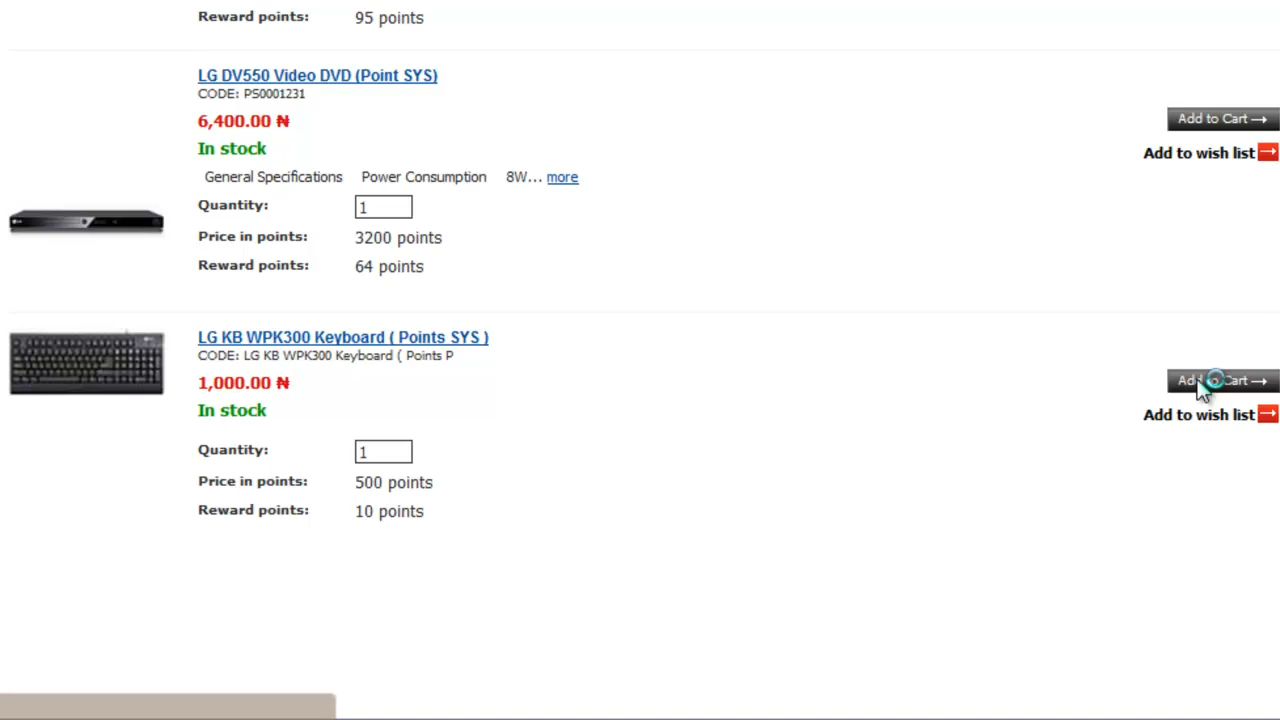 Reward points: 95 points
LG DV550 Video DVD (Point SYS)
CODE: PS0001231
6,400.00 ₦
Add to Cart →
In stock
Add to wish list →
General Specifications Power Consumption 8W... more
Quantity: 1
Price in points: 3200 points
Reward points: 64 points
LG KB WPK300 Keyboard ( Points SYS )
CODE: LG KB WPK300 Keyboard ( Points P
1,000.00 ₦
Add to Cart →
In stock
Add to wish list →
Quantity: 1
Price in points: 500 points
Reward points: 10 points